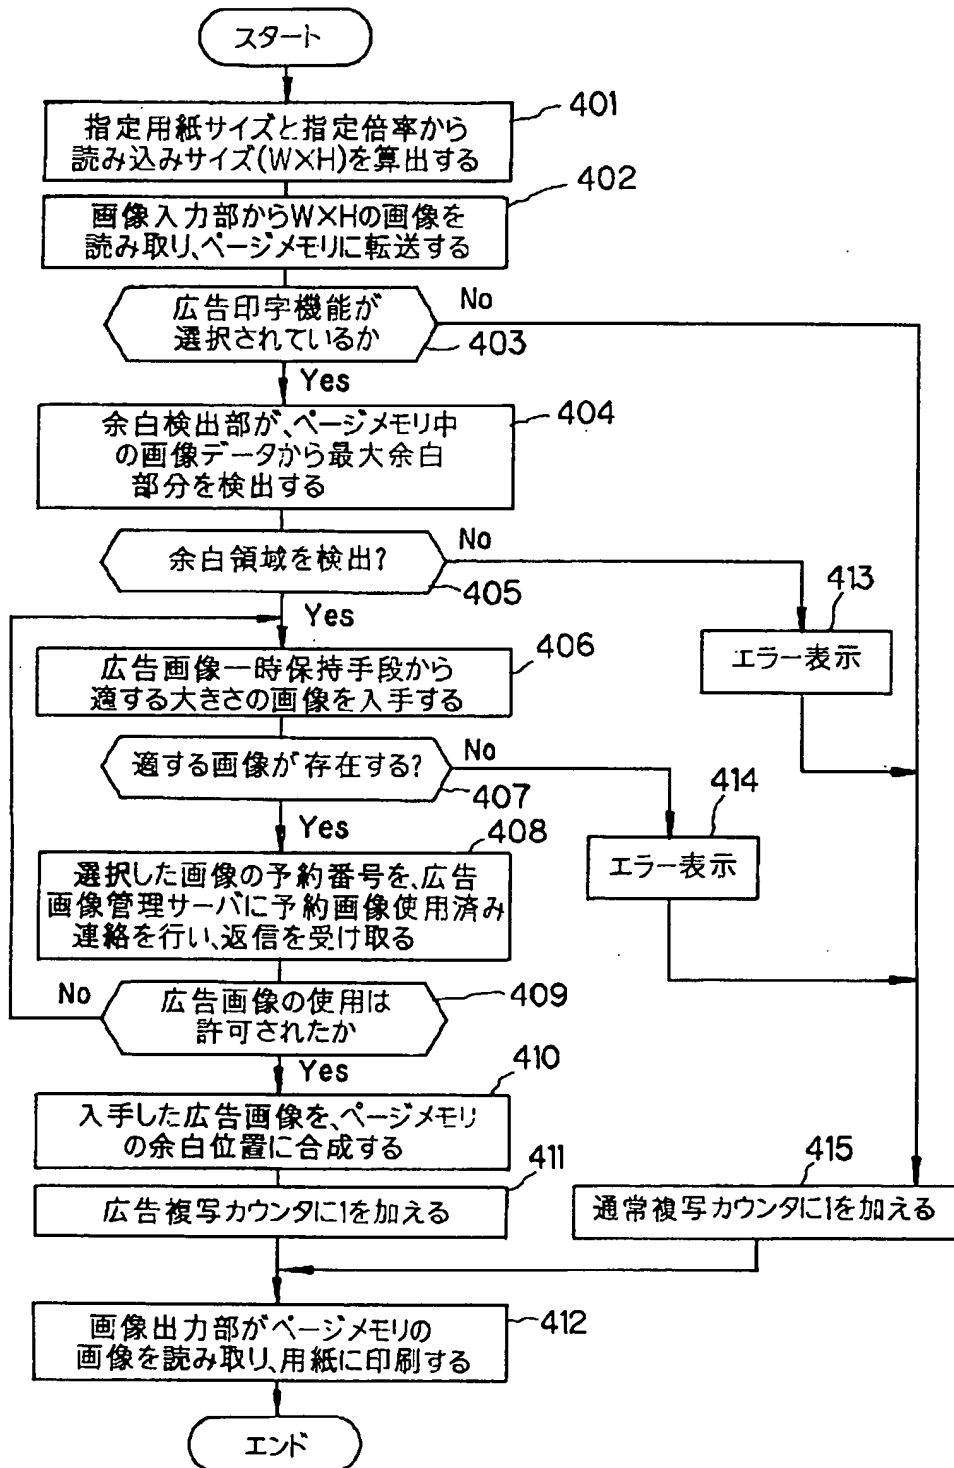 スタート
401
指定用紙サイズと指定倍率から
読み込みサイズ(W×H)を算出する
402
画像入力部からW×Hの画像を
読み取り、ページメモリに転送する
広告印字機能が
選択されているか
403
No
Yes
404
余白検出部が、ページメモリ中
の画像データから最大余白
部分を検出する
余白領域を検出?
405
No
Yes
413
エラー表示
406
広告画像一時保持手段から
適する大きさの画像を入手する
適する画像が存在する?
407
No
Yes
414
エラー表示
408
選択した画像の予約番号を、広告
画像管理サーバに予約画像使用済み
連絡を行い、返信を受け取る
広告画像の使用は
許可されたか
409
No
Yes
410
入手した広告画像を、ページメモリ
の余白位置に合成する
411
広告複写カウンタに1を加える
415
通常複写カウンタに1を加える
画像出力部がページメモリの
画像を読み取り、用紙に印刷する
412
エンド